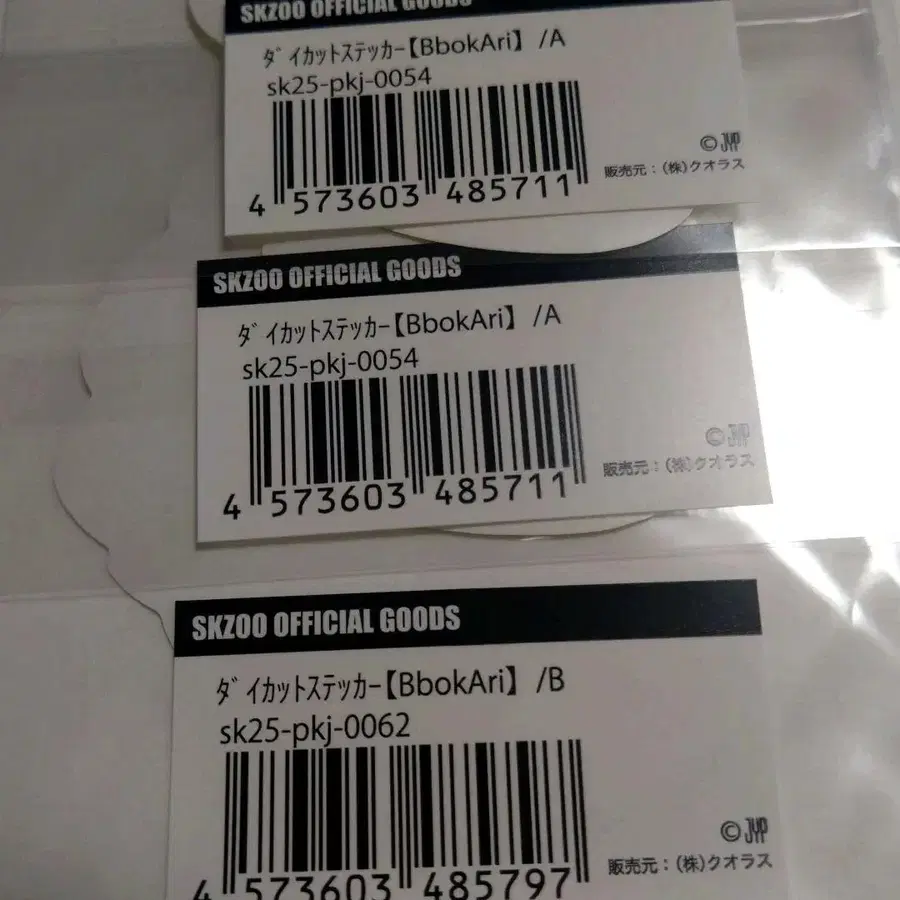 SKZOO OFFICIAL GOODS
ﾀﾞｲカットステッカー【BbokAri】 /A
sk25-pkj-0054
4 573603 485711
©JYP
販売元：(株)クオラス
SKZOO OFFICIAL GOODS
ﾀﾞｲカットステッカー【BbokAri】 /A
sk25-pkj-0054
4 573603 485711
©JYP
販売元：(株)クオラス
SKZOO OFFICIAL GOODS
ﾀﾞｲカットステッカー【BbokAri】 /B
sk25-pkj-0062
4 573603 485797
©JYP
販売元：(株)クオラス